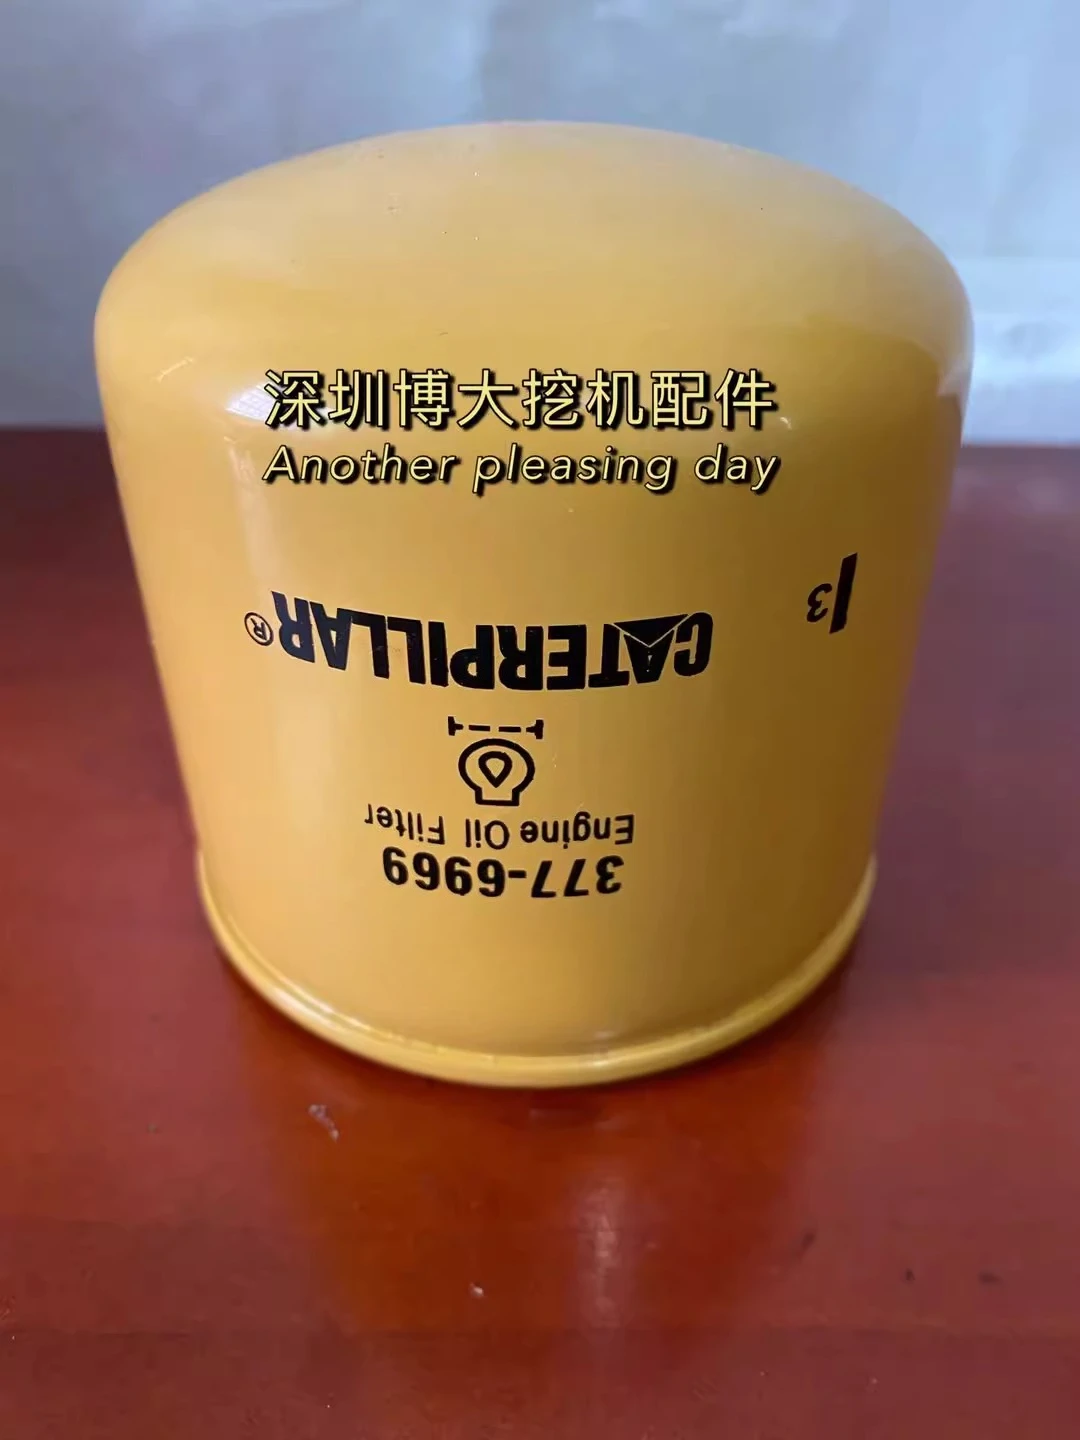 深圳博大挖机配件
Another pleasing day
CATERPILLAR®
Engine Oil Filter
377-6969